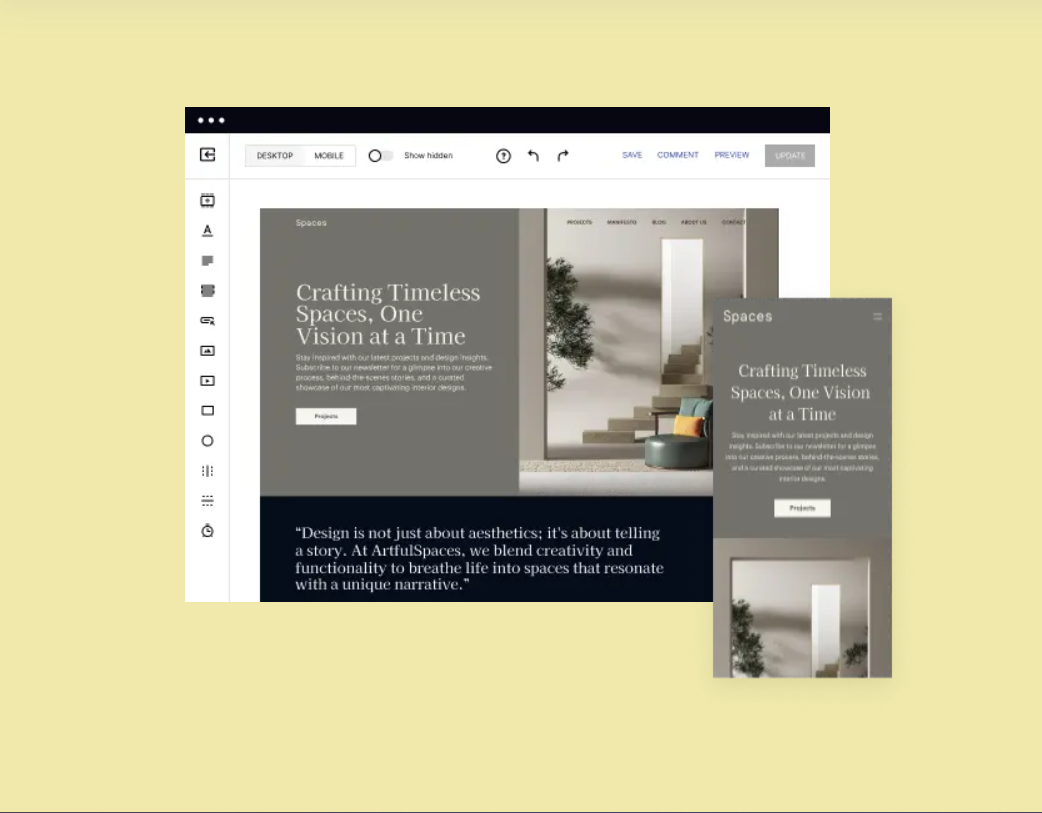 DESKTOP MOBILE Show hidden SAVE COMMENT PREVIEW UPDATE
Spaces
PROJECTS MANIFESTO BLOG ABOUT US CONTACT
Crafting Timeless
Spaces, One
Vision at a Time
Stay inspired with our latest projects and design insights.
Subscribe to our newsletter for a glimpse into our creative
process, behind-the-scenes stories, and a curated
showcase of our most captivating interior designs.
Projects
“Design is not just about aesthetics; it's about telling
a story. At ArtfulSpaces, we blend creativity and
functionality to breathe life into spaces that resonate
with a unique narrative.”
Spaces
Crafting Timeless
Spaces, One Vision
at a Time
Stay inspired with our latest projects and design
insights. Subscribe to our newsletter for a glimpse
into our creative process, behind-the-scenes stories,
and a curated showcase of our most captivating
interior designs.
Projects